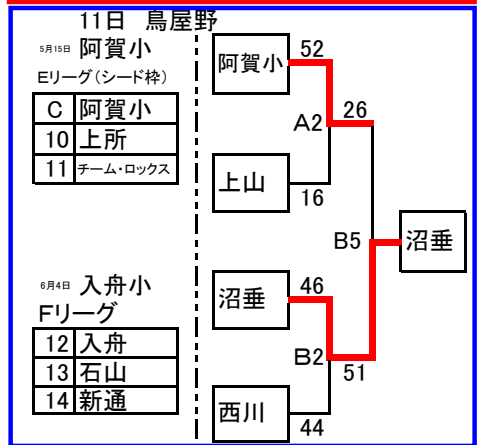 11日 鳥屋野
5月15日 阿賀小
Eリーグ(シード枠)
C 阿賀小
10 上所
11 チーム・ロックス
6月4日 入舟小
Fリーグ
12 入舟
13 石山
14 新通
阿賀小 52
A2 26
上山 16
B5 沼垂
沼垂 46
B2 51
西川 44